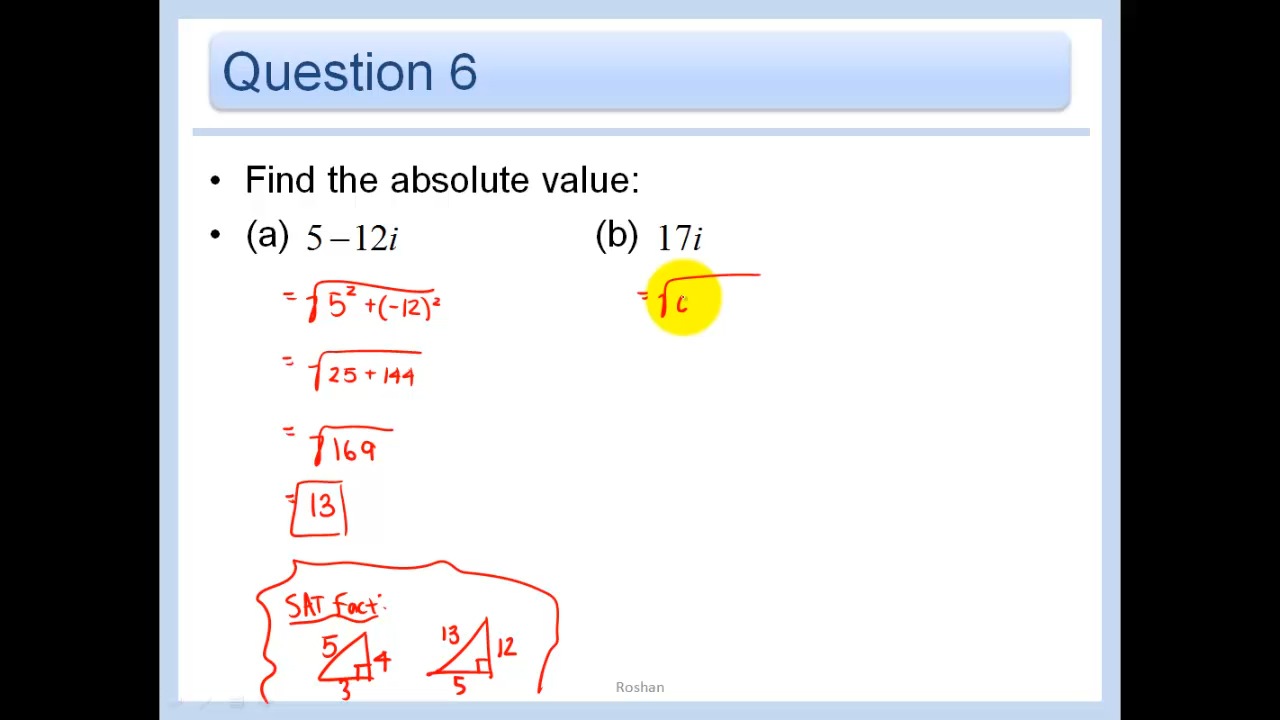 Question 6
• Find the absolute value:
• (a) 5 – 12i (b) 17i
= √5² + (-12)²
= √25 + 144
= √169
= 13
= √
SAT fact:
5 4 3
13 12 5
Roshan